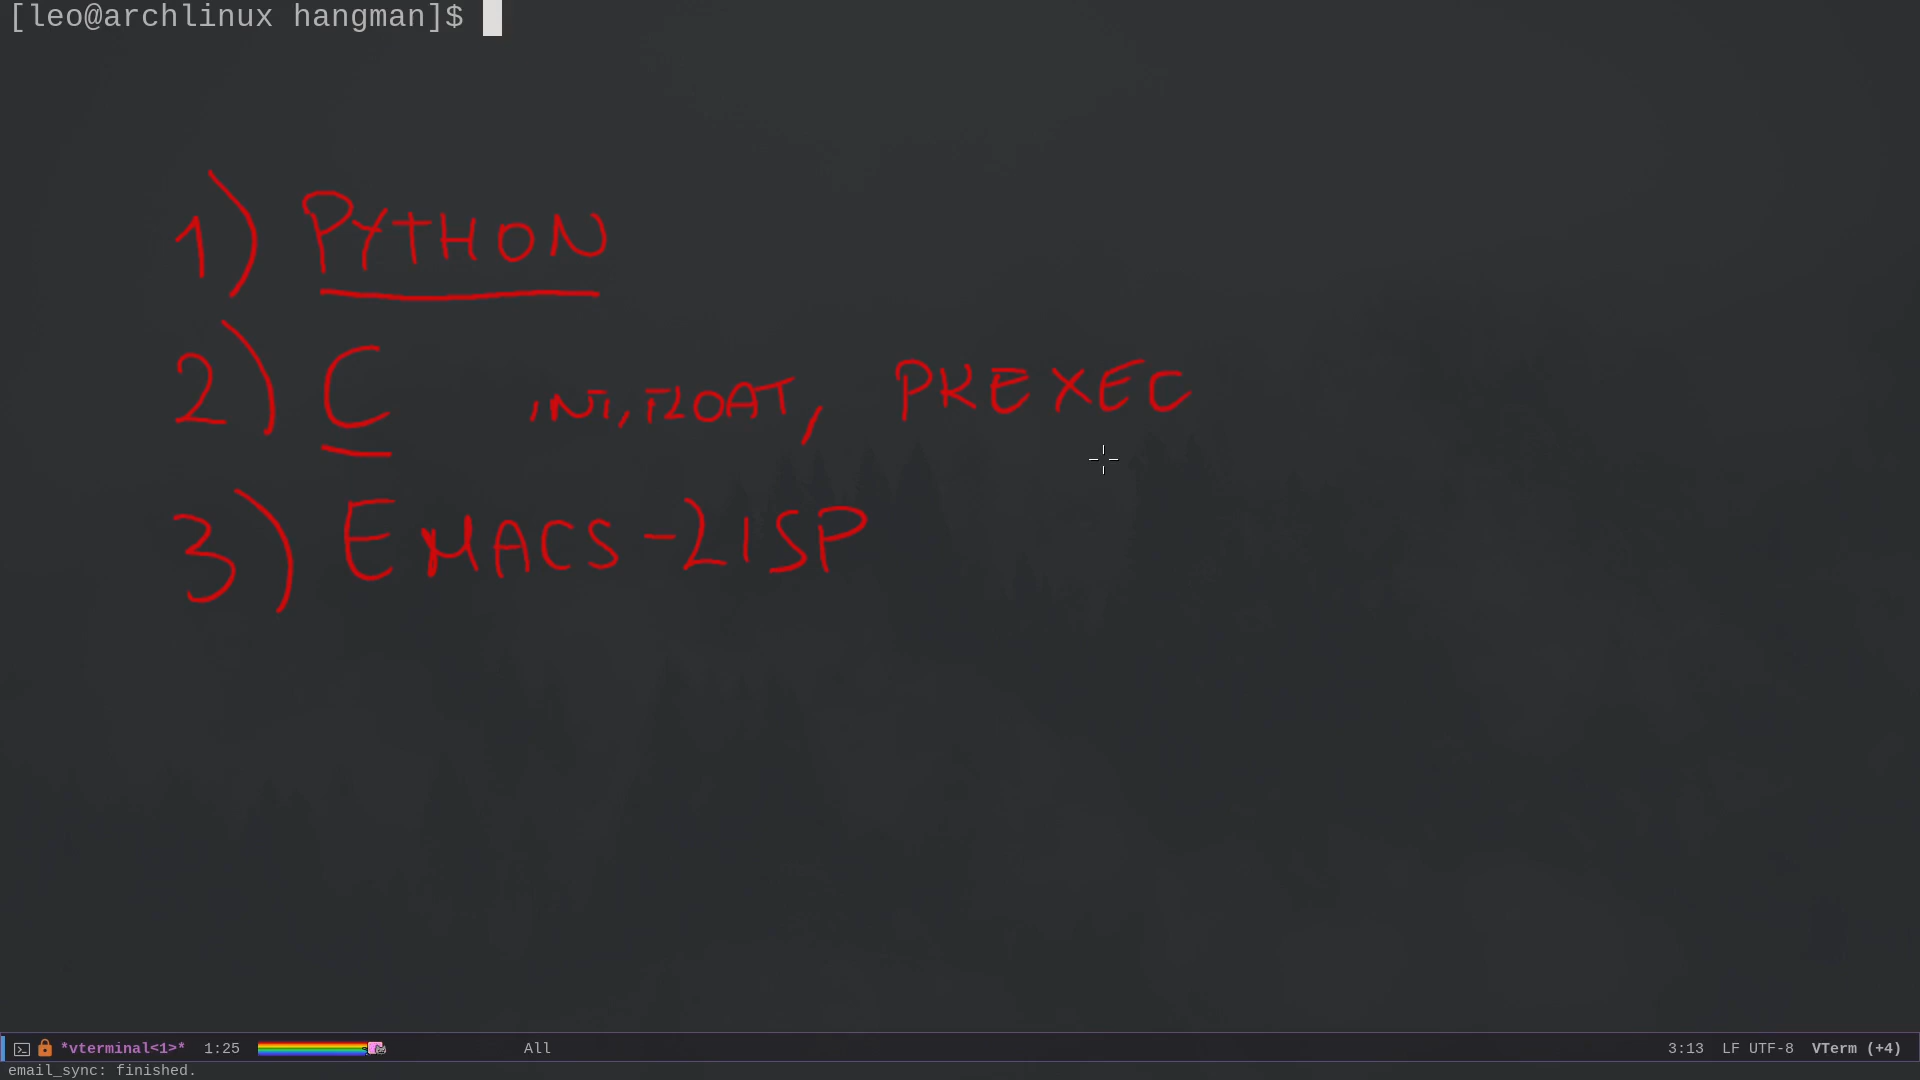 [leo@archlinux hangman]$
1) PYTHON
2) C INT, FLOAT, PKEXEC
3) EMACS-LISP
*vterminal<1>* 1:25 All 3:13 LF UTF-8 VTerm (+4)
email_sync: finished.